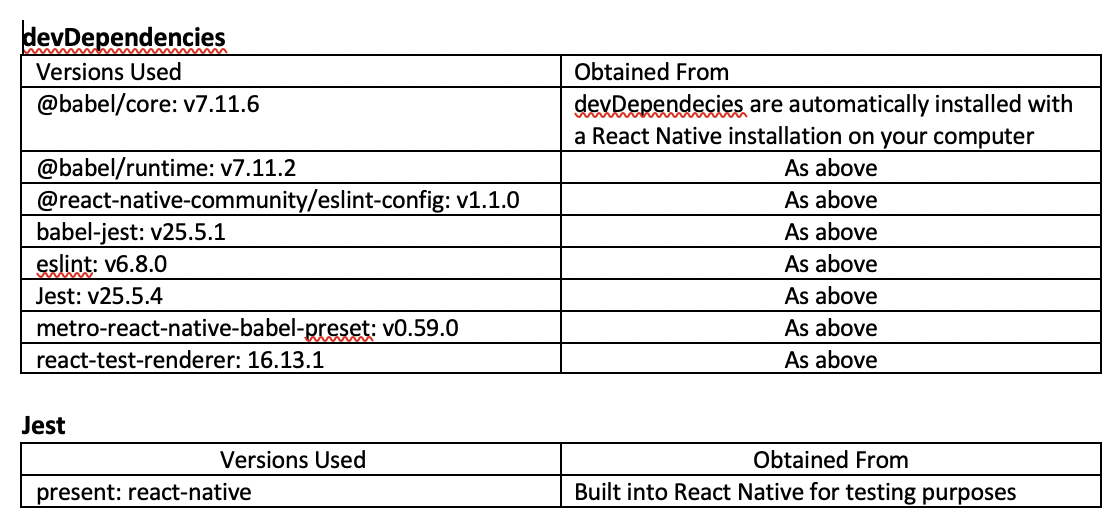 devDependencies
Versions Used
Obtained From
@babel/core: v7.11.6
devDependecies are automatically installed with
a React Native installation on your computer
@babel/runtime: v7.11.2
As above
@react-native-community/eslint-config: v1.1.0
As above
babel-jest: v25.5.1
As above
eslint: v6.8.0
As above
Jest: v25.5.4
As above
metro-react-native-babel-preset: v0.59.0
As above
react-test-renderer: 16.13.1
As above
Jest
Versions Used
Obtained From
present: react-native
Built into React Native for testing purposes